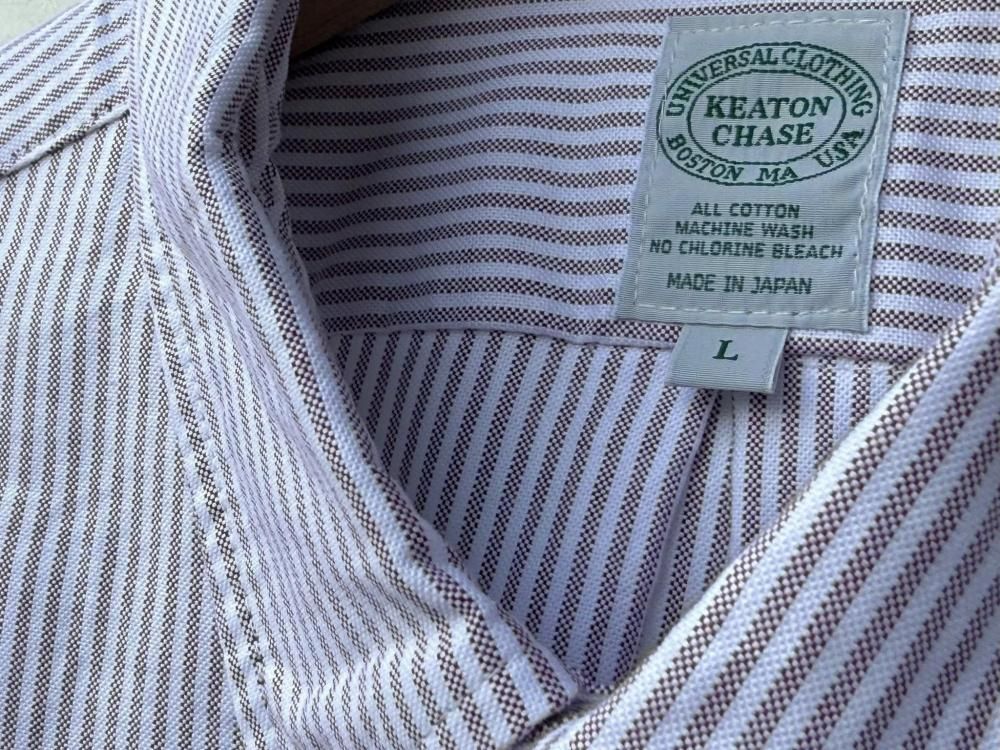 UNIVERSAL CLOTHING
KEATON
CHASE
BOSTON MA USA
ALL COTTON
MACHINE WASH
NO CHLORINE BLEACH
MADE IN JAPAN
L